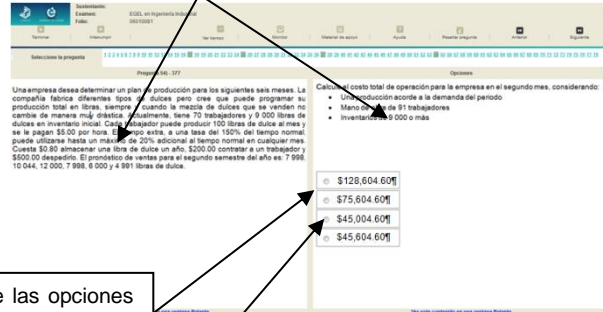 Sustentante:
Examen: EGEL en Ingeniería Industrial
Folio:
Terminar
Interrumpir
Ver tiempo
Monitor
Material de apoyo
Ayuda
Resaltar pregunta
Anterior
Siguiente
Seleccione la pregunta
Opciones
Una empresa desea determinar un plan de producción para los siguientes seis meses. La
compañía fabrica diferentes tipos de dulces pero cree que puede programar su
producción total en libras, siempre y cuando la mezcla de dulces que se venden no
cambie de manera muy drástica. Actualmente, tiene 70 trabajadores y 9 000 libras de
dulces en inventario inicial. Cada trabajador puede producir 100 libras de dulce al mes y
se le pagan $5.00 por hora. El tiempo extra, a una tasa del 150% del tiempo normal,
puede utilizarse hasta un máximo de 20% adicional al tiempo normal en cualquier mes.
Cuesta $0.80 almacenar una libra de dulce un año, $200.00 contratar a un trabajador y
$500.00 despedirlo. El pronóstico de ventas para el segundo semestre del año es: 7 998,
10 044, 12 000, 7 998, 6 000 y 4 991 libras de dulce.
Calcule el costo total de operación para la empresa en el segundo mes, considerando:
• Una producción acorde a la demanda del periodo
• Mano de obra de 91 trabajadores
• Inventarios de 9 000 o más
$128,604.60¶
$75,604.60¶
$45,004.60¶
$45,604.60¶
e las opciones